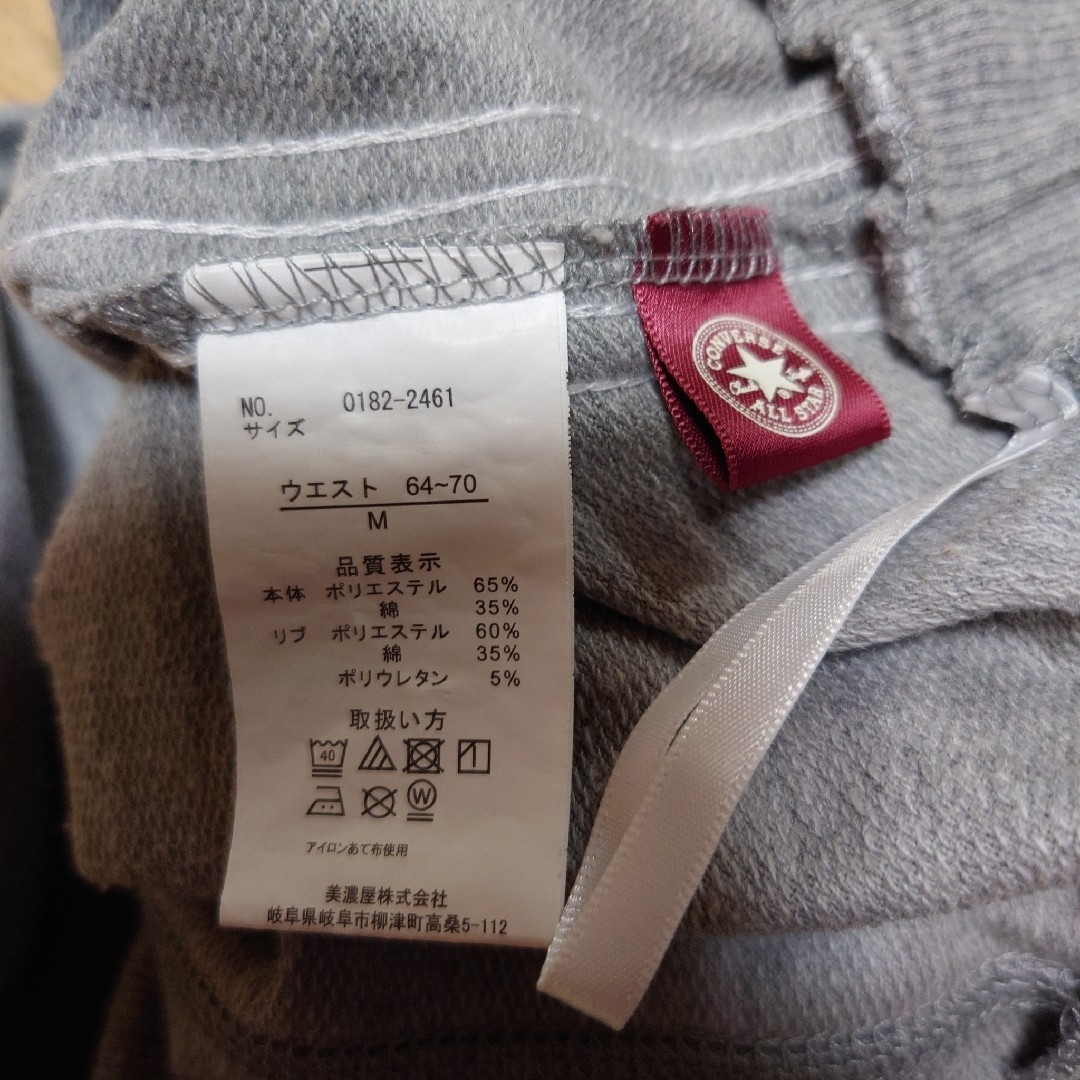 NO. 0182-2461
サイズ
ウエスト 64~70
M
品質表示
本体 ポリエステル 65%
綿 35%
リブ ポリエステル 60%
綿 35%
ポリウレタン 5%
取扱い方
40
W
アイロンあて布使用
美濃屋株式会社
岐阜県岐阜市柳津町高桑5-112
CONVERSE
ALL STAR